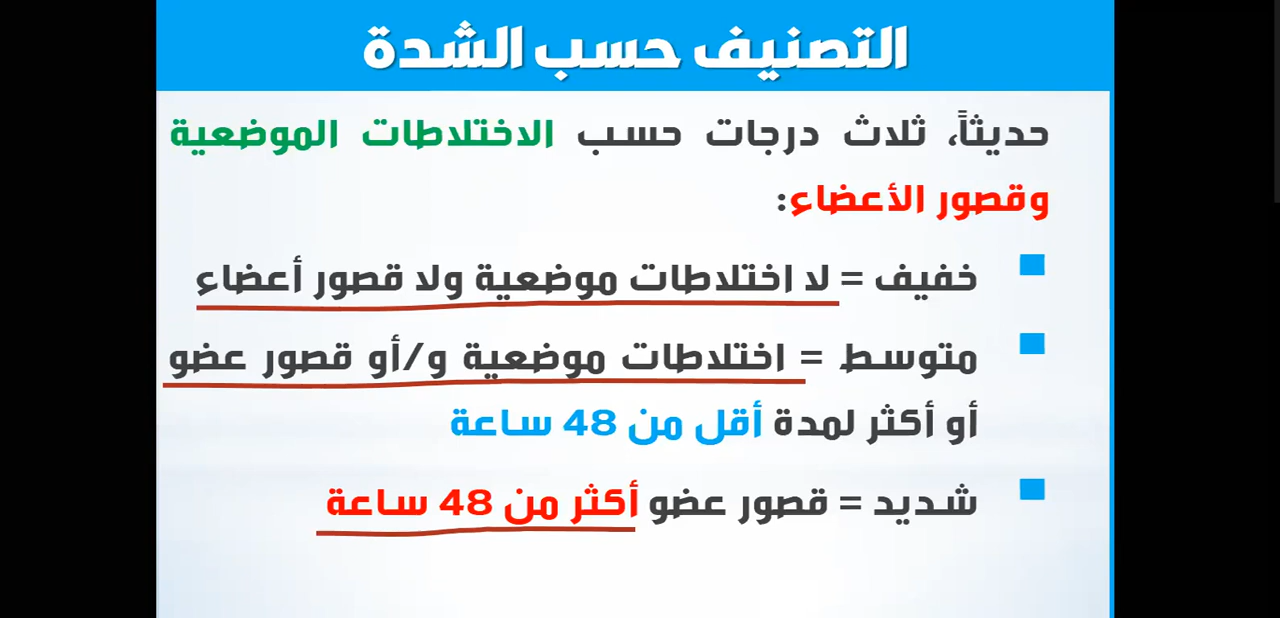 التصنيف حسب الشدة
حديثاً، ثلاث درجات حسب الاختلاطات الموضعية
وقصور الأعضاء:
خفيف = لا اختلاطات موضعية ولا قصور أعضاء
متوسط = اختلاطات موضعية و/أو قصور عضو
أو أكثر لمدة أقل من 48 ساعة
شديد = قصور عضو أكثر من 48 ساعة